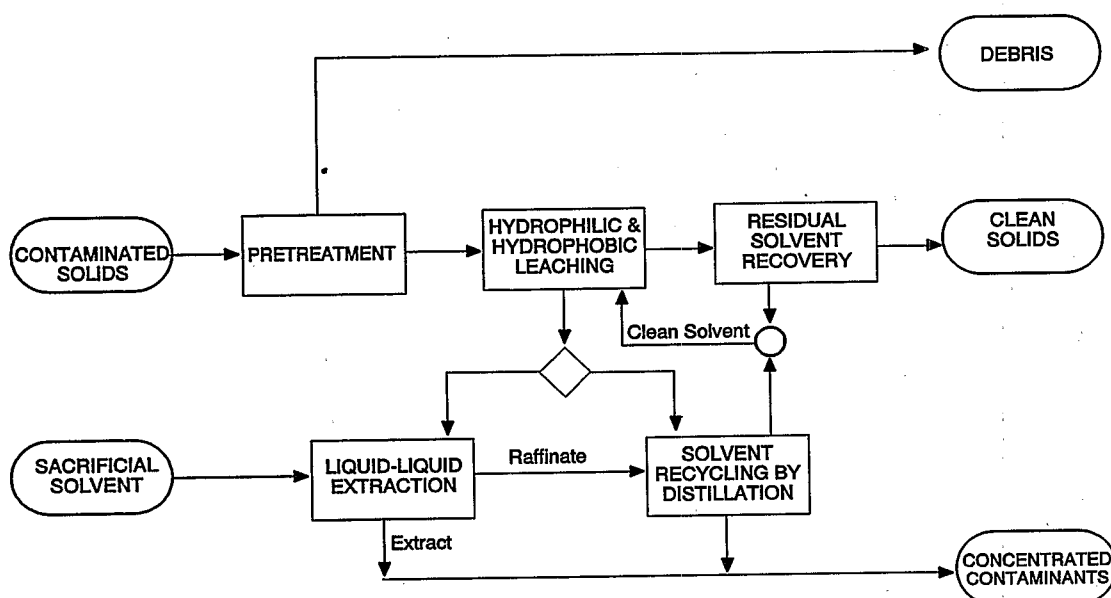 DEBRIS
CONTAMINATED
SOLIDS
PRETREATMENT
HYDROPHILIC &
HYDROPHOBIC
LEACHING
RESIDUAL
SOLVENT
RECOVERY
CLEAN
SOLIDS
Clean Solvent
SACRIFICIAL
SOLVENT
LIQUID-LIQUID
EXTRACTION
Raffinate
SOLVENT
RECYCLING BY
DISTILLATION
Extract
CONCENTRATED
CONTAMINANTS